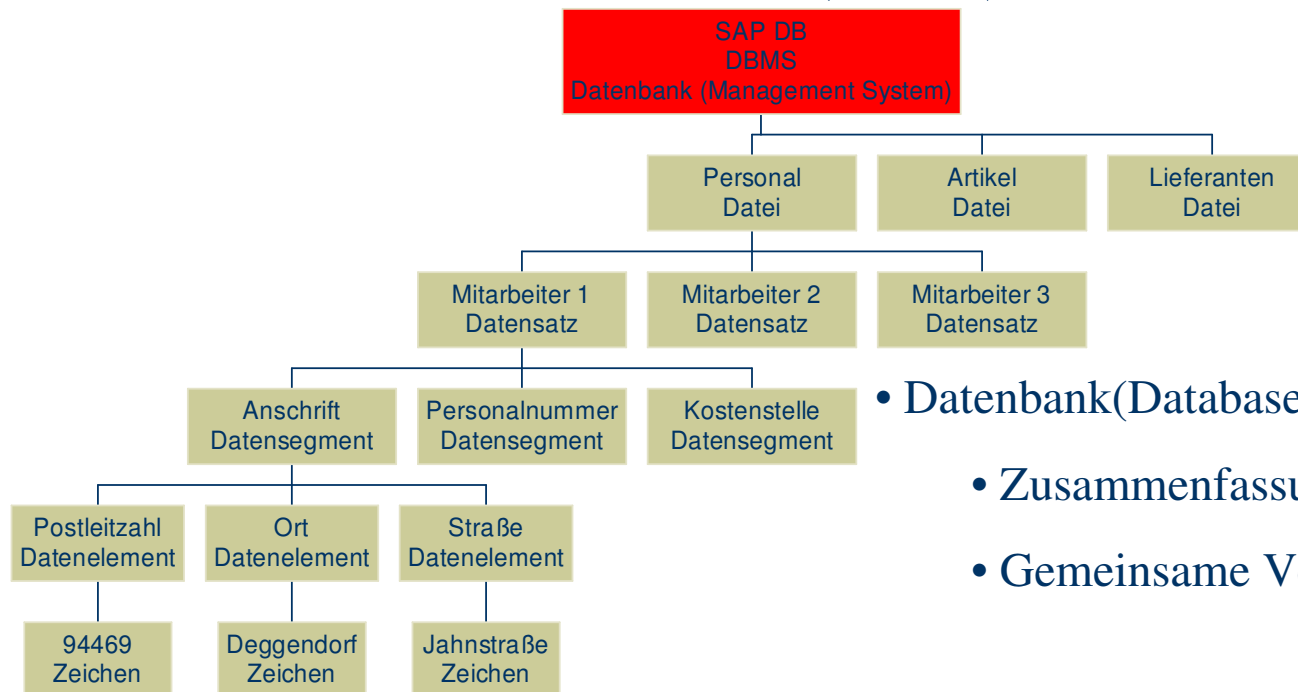 SAP DB
DBMS
Datenbank (Management System)
Personal
Datei
Artikel
Datei
Lieferanten
Datei
Mitarbeiter 1
Datensatz
Mitarbeiter 2
Datensatz
Mitarbeiter 3
Datensatz
Anschrift
Datensegment
Personalnummer
Datensegment
Kostenstelle
Datensegment
• Datenbank(Database
• Zusammenfassu
• Gemeinsame V
Postleitzahl
Datenelement
Ort
Datenelement
Straße
Datenelement
94469
Zeichen
Deggendorf
Zeichen
Jahnstraße
Zeichen